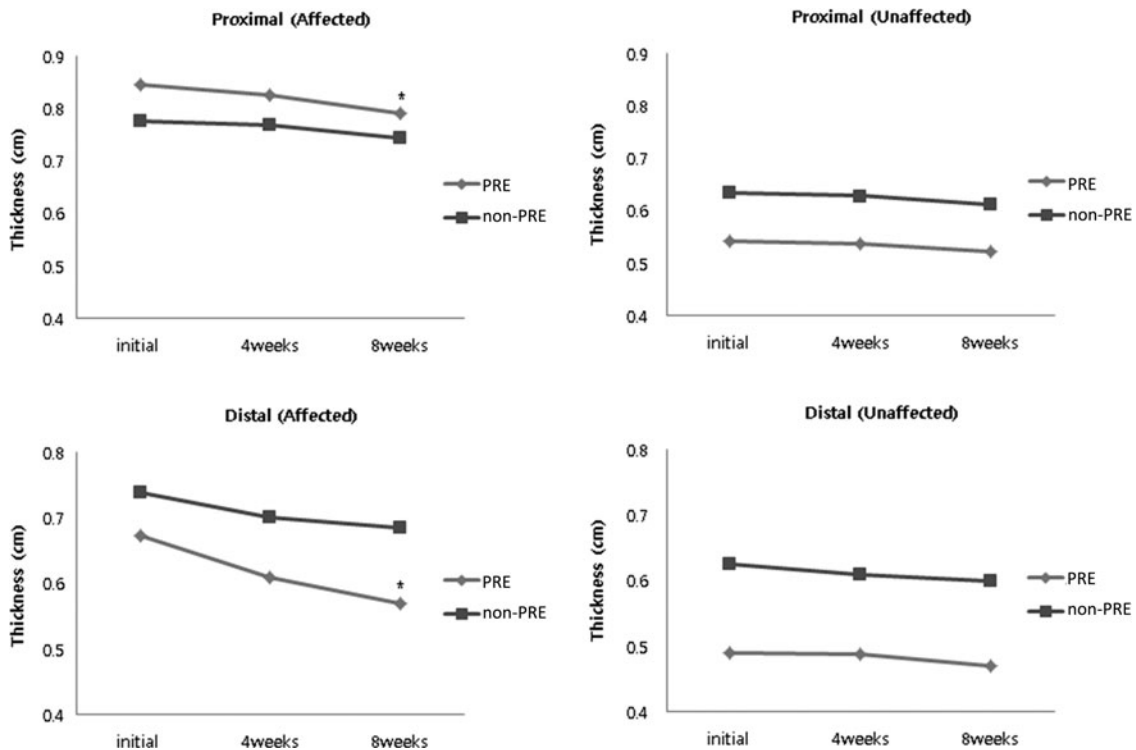 Proximal (Affected)
Thickness (cm)
0.9
0.8
0.7
0.6
0.5
0.4
*
initial
4weeks
8weeks
PRE
non-PRE
Proximal (Unaffected)
Thickness (cm)
0.9
0.8
0.7
0.6
0.5
0.4
initial
4weeks
8weeks
PRE
non-PRE
Distal (Affected)
Thickness (cm)
0.8
0.7
0.6
0.5
0.4
*
initial
4weeks
8weeks
PRE
non-PRE
Distal (Unaffected)
Thickness (cm)
0.8
0.7
0.6
0.5
0.4
initial
4weeks
8weeks
PRE
non-PRE